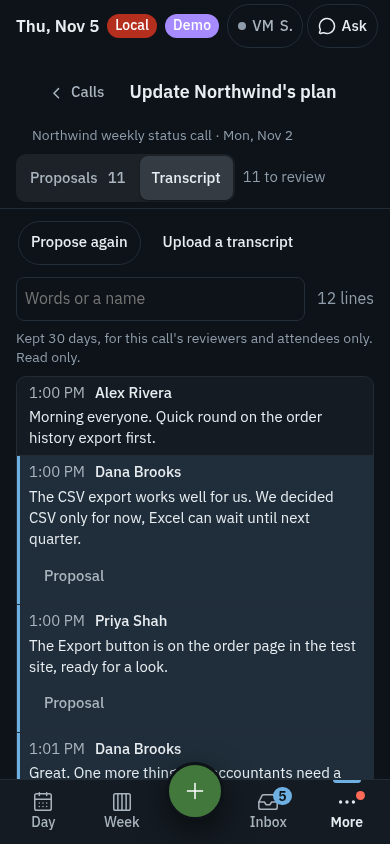 Thu, Nov 5 Local Demo VM S. Ask
Calls Update Northwind's plan
Northwind weekly status call · Mon, Nov 2
Proposals 11 Transcript 11 to review
Propose again Upload a transcript
Words or a name 12 lines
Kept 30 days, for this call's reviewers and attendees only.
Read only.
1:00 PM Alex Rivera
Morning everyone. Quick round on the order
history export first.
1:00 PM Dana Brooks
The CSV export works well for us. We decided
CSV only for now, Excel can wait until next
quarter.
Proposal
1:00 PM Priya Shah
The Export button is on the order page in the test
site, ready for a look.
Proposal
1:01 PM Dana Brooks
Great. One more thing ccountants need a
Day Week Inbox 5 More